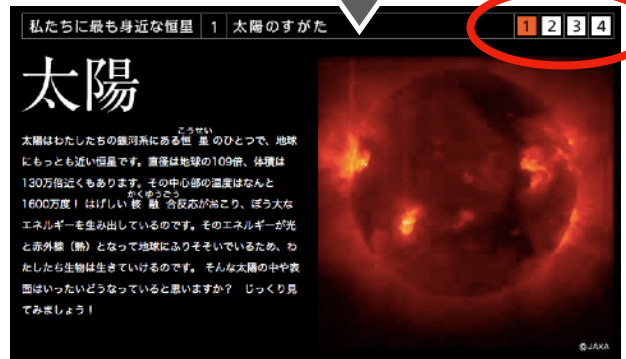 私たちに最も身近な恒星 1 太陽のすがた 1 2 3 4
太陽
こうせい
太陽はわたしたちの銀河系にある恒星のひとつで、地球
にもっとも近い恒星です。直径は地球の109倍、体積は
130万倍近くもあります。その中心部の温度はなんと
かくゆうごう
1600万度！はげしい核融合反応がおこり、ぼう大な
エネルギーを生み出しているのです。そのエネルギーが光
と赤外線（熱）となって地球にふりそそいでいるため、わ
たしたち生物は生きていけるのです。そんな太陽の中や表
面はいったいどうなっていると思いますか？ じっくり見
てみましょう！
©JAXA